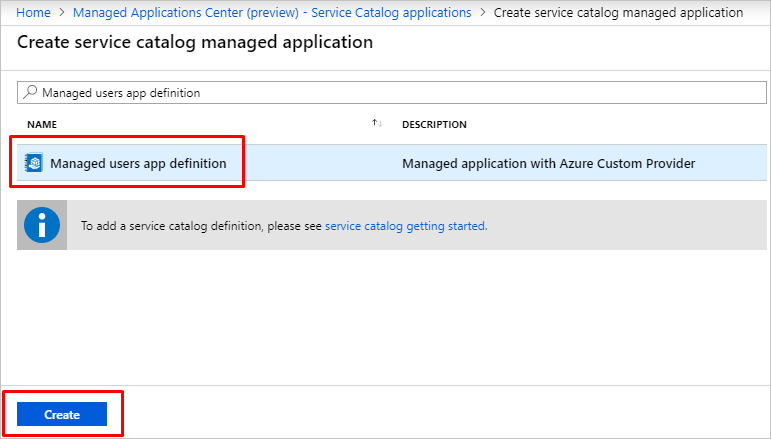 Home > Managed Applications Center (preview) - Service Catalog applications > Create service catalog managed application
Create service catalog managed application
Managed users app definition
NAME ↑↓ DESCRIPTION
Managed users app definition Managed application with Azure Custom Provider
To add a service catalog definition, please see service catalog getting started.
Create